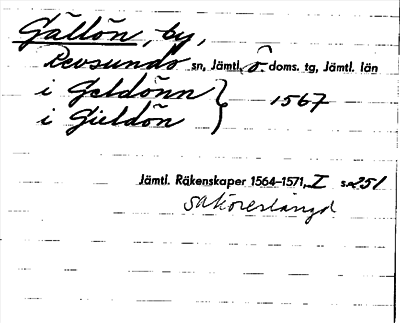 Gällön, by,
Revsunds sn, Jämtl. ö. doms. tg, Jämtl. län
i Geldönn } 1567
i Gieldön
Jämtl. Räkenskaper 1564–1571, I s. 251
saköreslängd